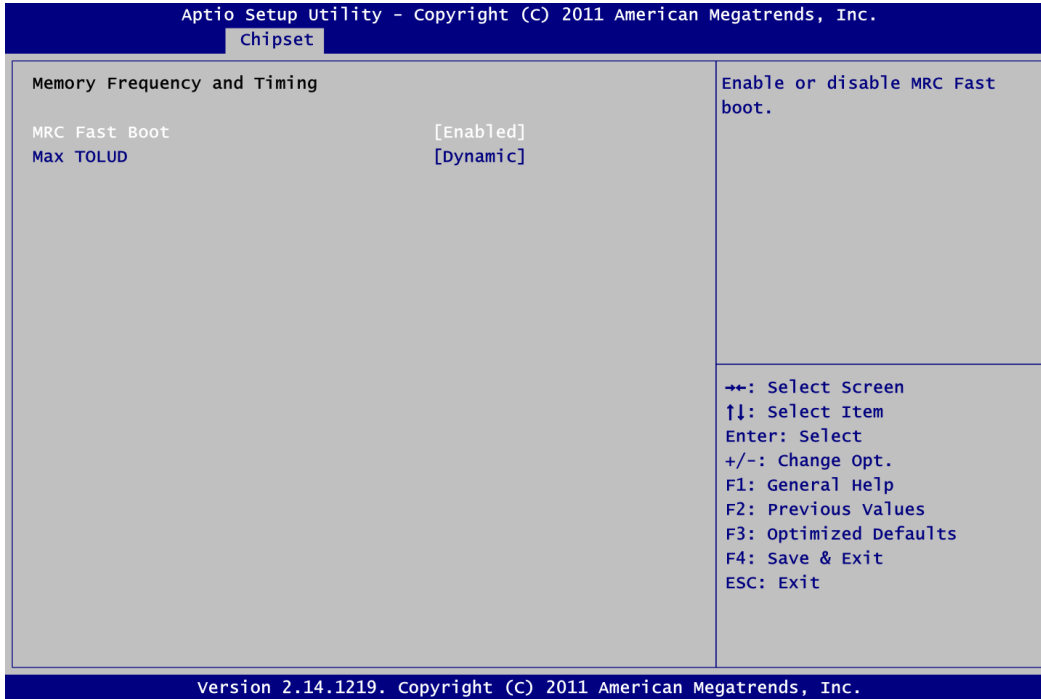 Aptio Setup Utility - Copyright (C) 2011 American Megatrends, Inc.
Chipset
Memory Frequency and Timing
MRC Fast Boot [Enabled]
Max TOLUD [Dynamic]
Enable or disable MRC Fast
boot.
→←: Select Screen
↑↓: Select Item
Enter: Select
+/-: Change Opt.
F1: General Help
F2: Previous Values
F3: Optimized Defaults
F4: Save & Exit
ESC: Exit
Version 2.14.1219. Copyright (C) 2011 American Megatrends, Inc.